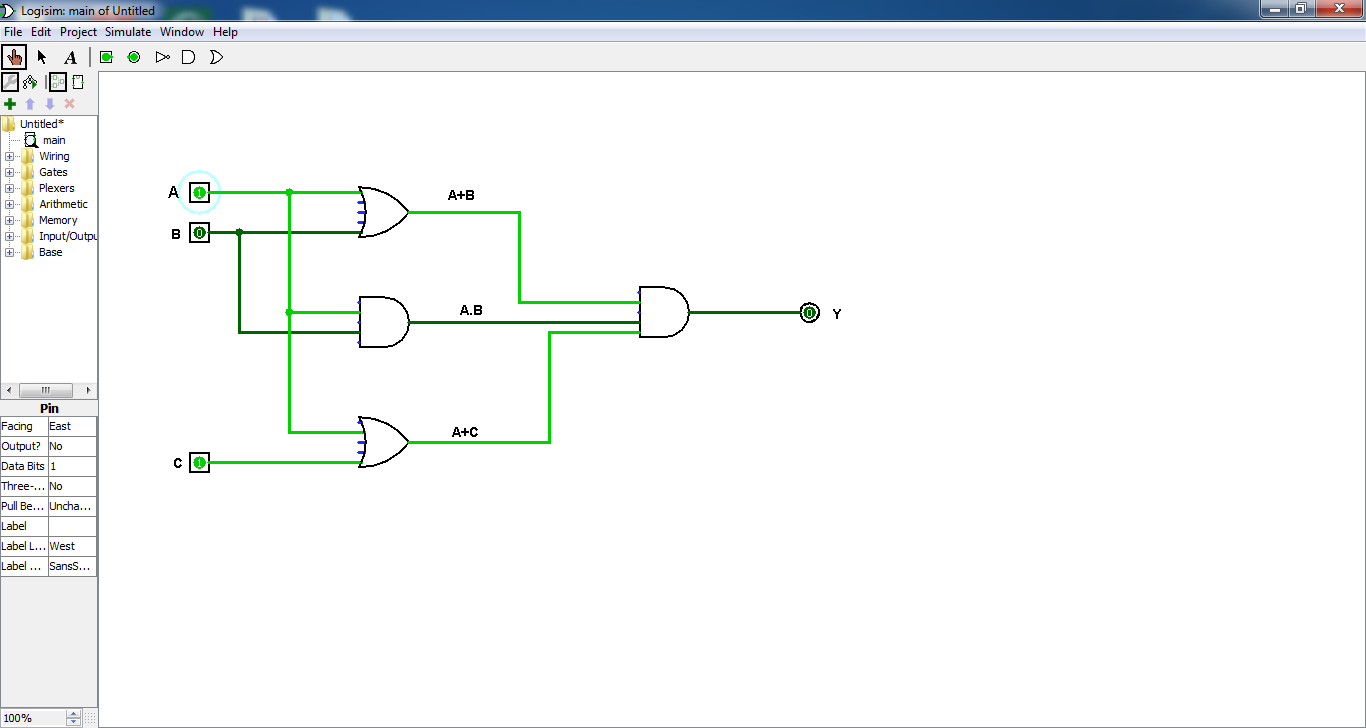 Logisim: main of Untitled
File Edit Project Simulate Window Help
A
Untitled*
main
Wiring
Gates
Plexers
Arithmetic
Memory
Input/Outpu
Base
Pin
Facing East
Output? No
Data Bits 1
Three-... No
Pull Be... Uncha...
Label
Label L... West
Label ... SansS...
100%
A 1
A+B
B 0
A.B
0 Y
A+C
C 1